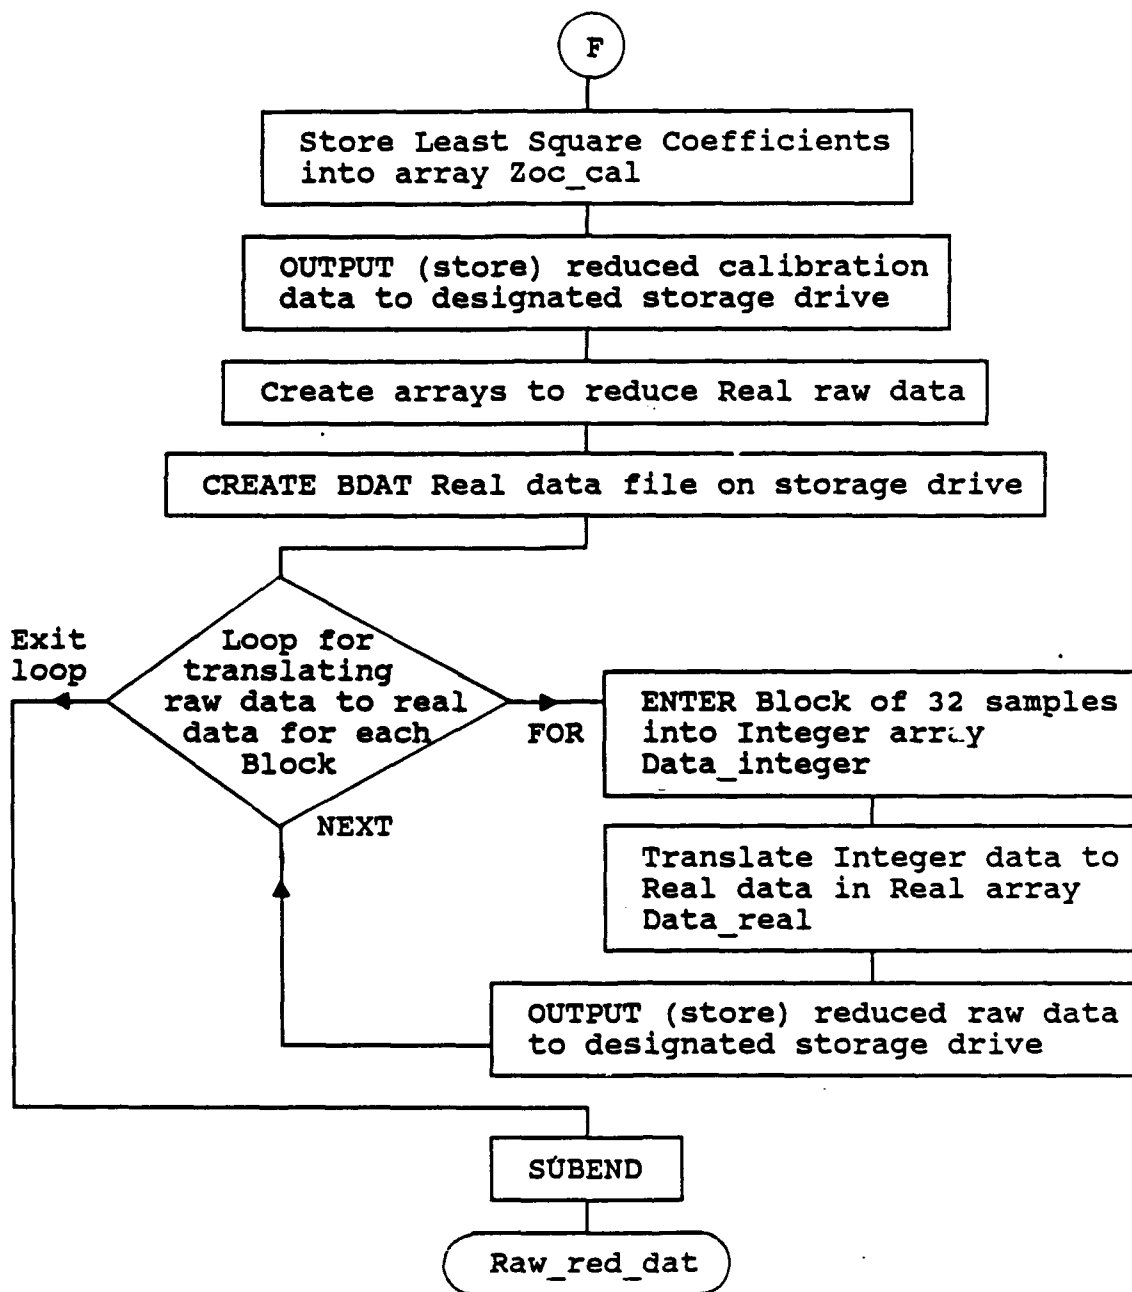 F
Store Least Square Coefficients
into array Zoc_cal
OUTPUT (store) reduced calibration
data to designated storage drive
Create arrays to reduce Real raw data
CREATE BDAT Real data file on storage drive
Exit
loop
Loop for
translating
raw data to real
data for each
Block
FOR
NEXT
ENTER Block of 32 samples
into Integer array
Data_integer
Translate Integer data to
Real data in Real array
Data_real
OUTPUT (store) reduced raw data
to designated storage drive
SUBEND
Raw_red_dat